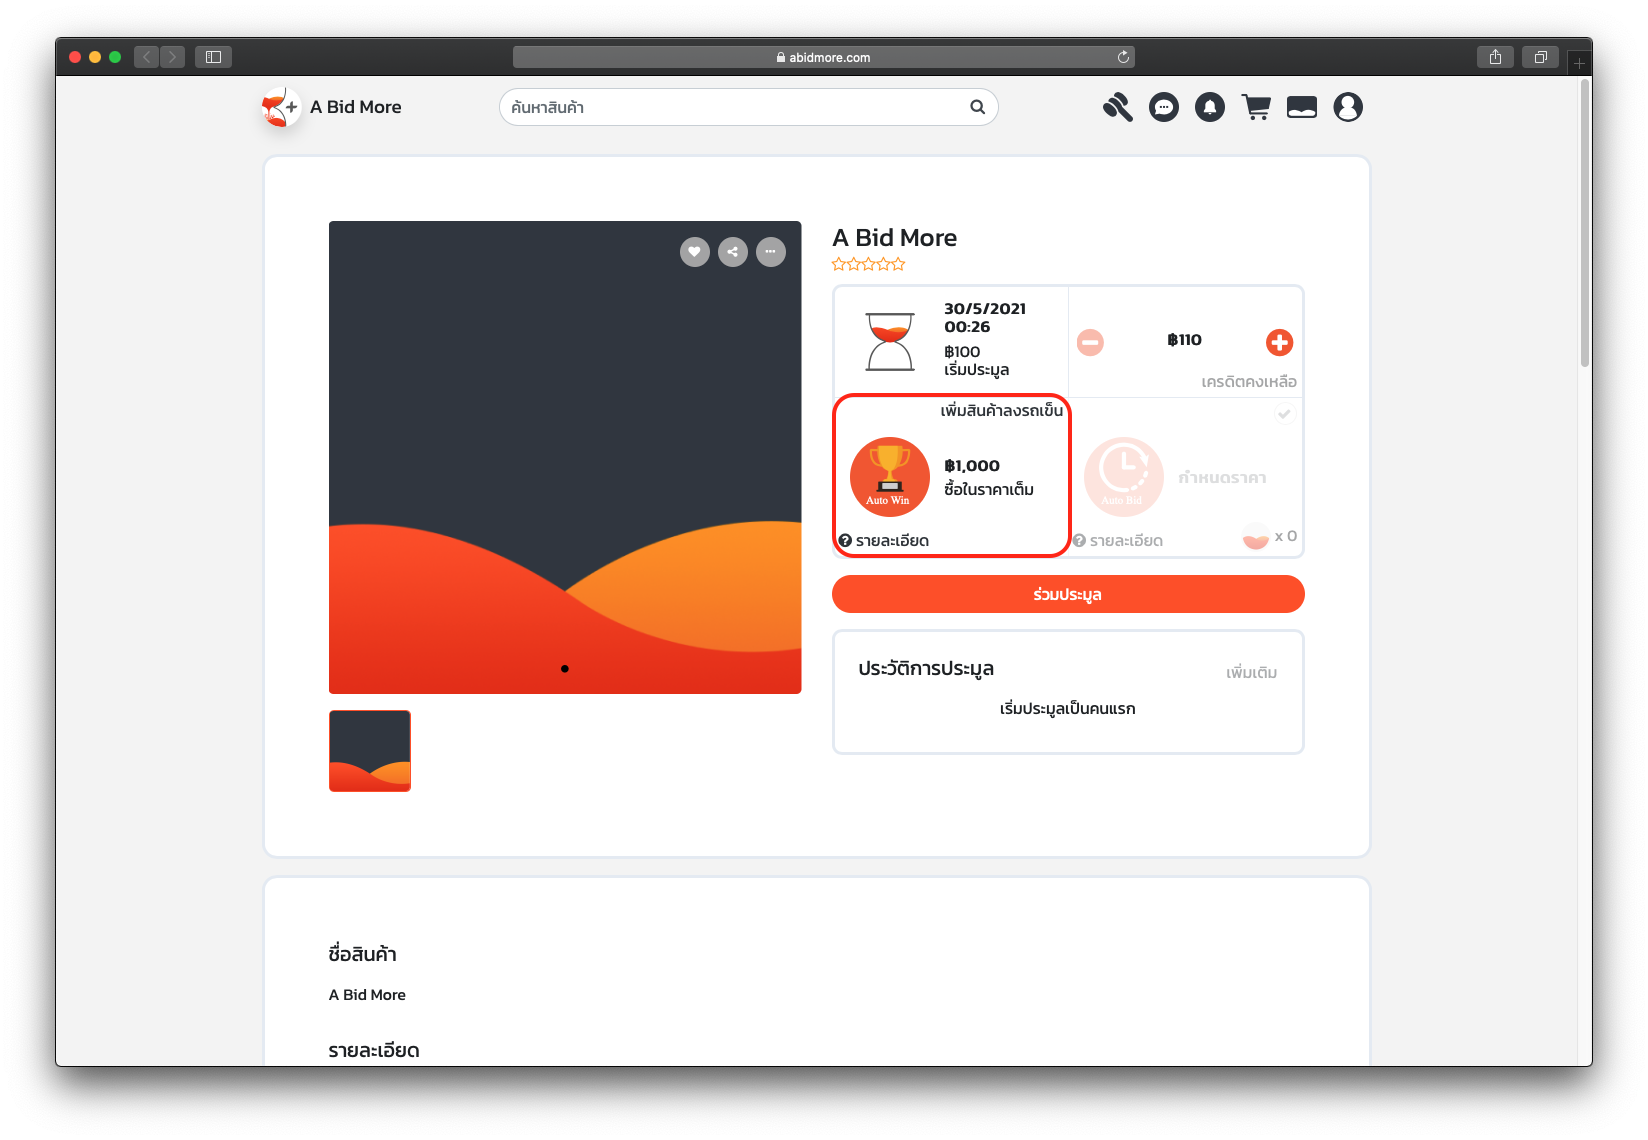 abidmore.com
A Bid More
ค้นหาสินค้า
A Bid More
30/5/2021
00:26
฿100
เริ่มประมูล
฿110
เครดิตคงเหลือ
เพิ่มสินค้าลงรถเข็น
Auto Win
฿1,000
ซื้อในราคาเต็ม
รายละเอียด
Auto Bid
กำหนดราคา
รายละเอียด
x 0
ร่วมประมูล
ประวัติการประมูล
เพิ่มเติม
เริ่มประมูลเป็นคนแรก
ชื่อสินค้า
A Bid More
รายละเอียด